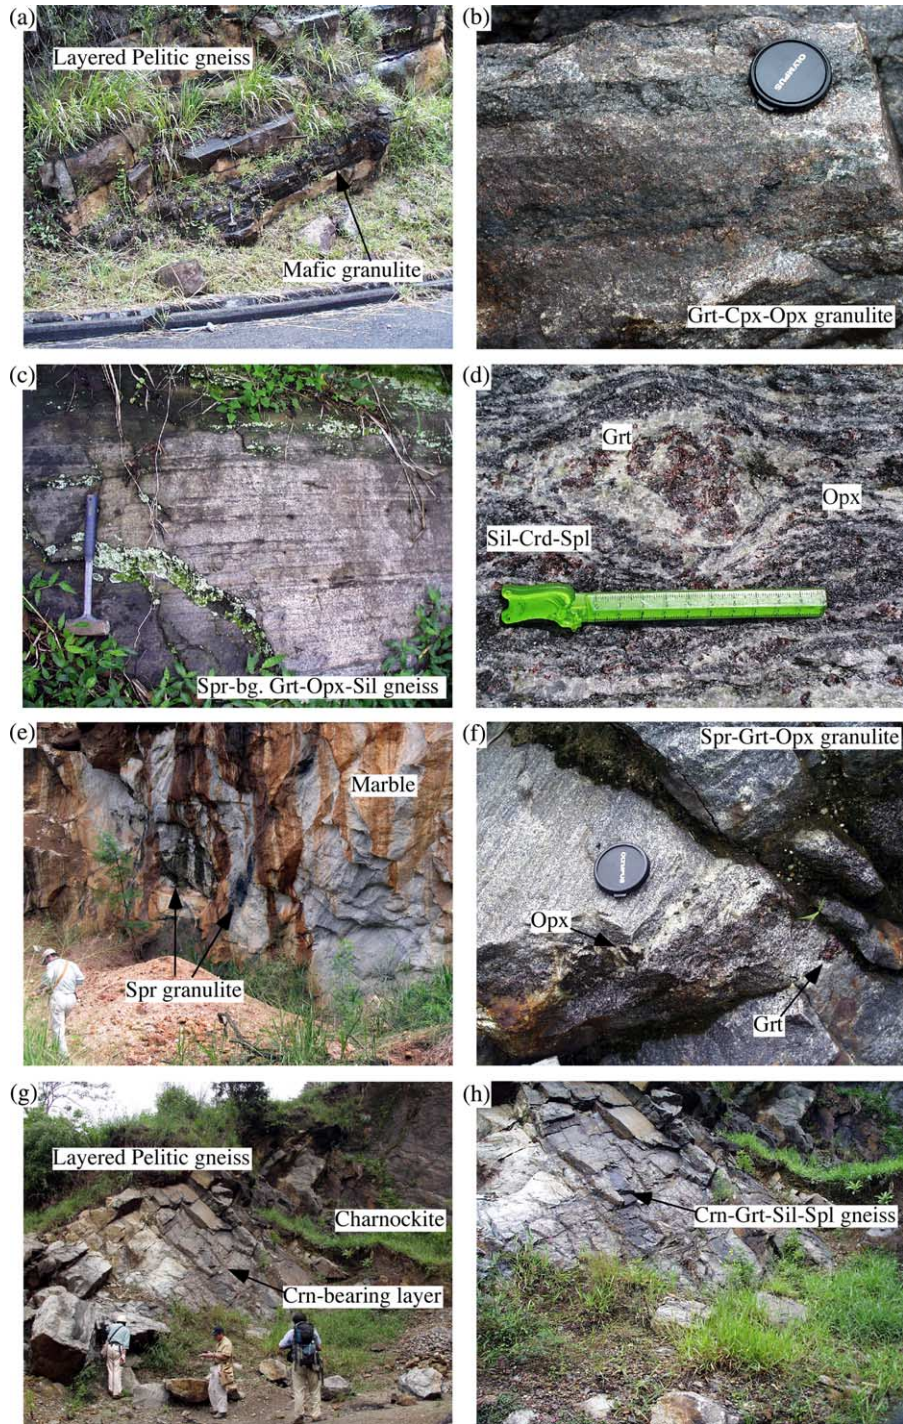 (a)
Layered Pelitic gneiss
Mafic granulite
(b)
OLYMPUS
Grt-Cpx-Opx granulite
(c)
Spr-bg. Grt-Opx-Sil gneiss
(d)
Grt
Opx
Sil-Crd-Spl
(e)
Marble
Spr granulite
(f)
Spr-Grt-Opx granulite
OLYMPUS
Opx
Grt
(g)
Layered Pelitic gneiss
Charnockite
Crn-bearing layer
(h)
Crn-Grt-Sil-Spl gneiss